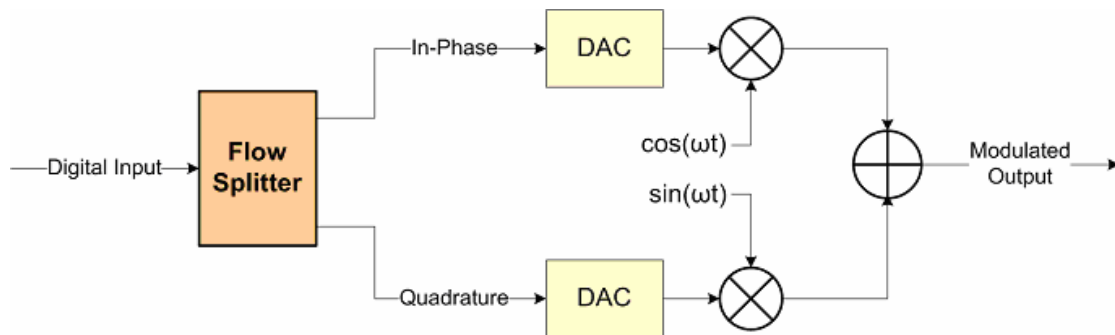 In-Phase
DAC
cos(ωt)
Digital Input
Flow
Splitter
Modulated
Output
sin(ωt)
Quadrature
DAC